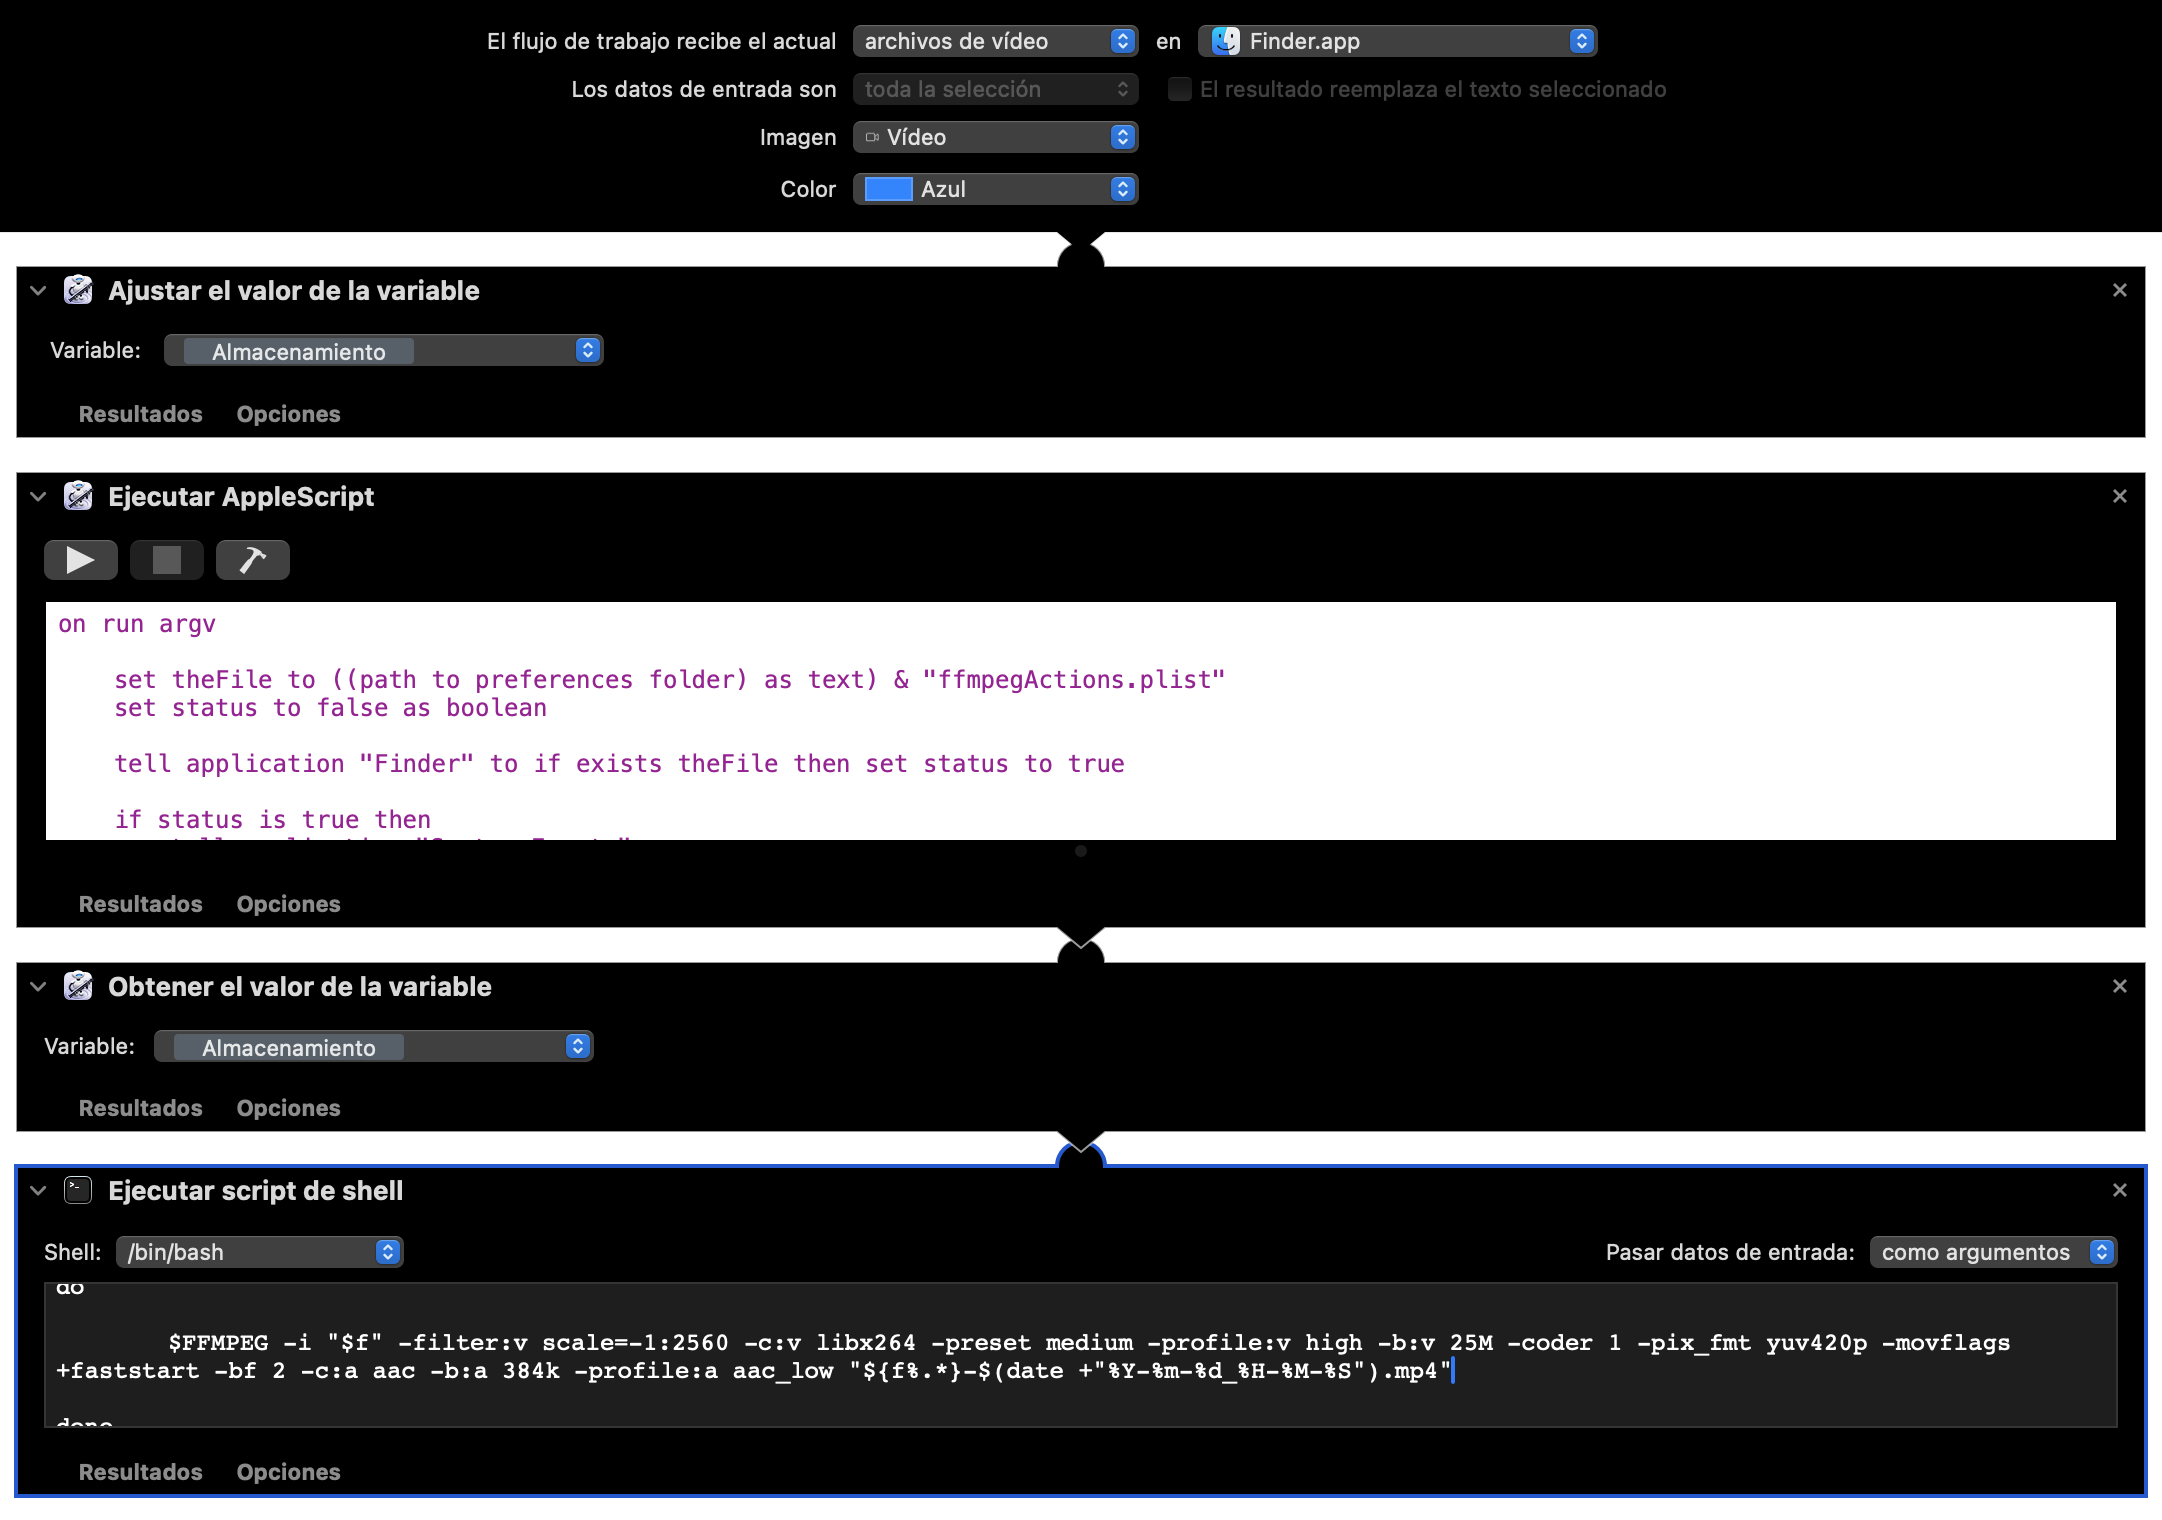 El flujo de trabajo recibe el actual archivos de vídeo en Finder.app
Los datos de entrada son toda la selección El resultado reemplaza el texto seleccionado
Imagen Vídeo
Color Azul
Ajustar el valor de la variable
Variable: Almacenamiento
Resultados Opciones
Ejecutar AppleScript
on run argv
set theFile to ((path to preferences folder) as text) & "ffmpegActions.plist"
set status to false as boolean
tell application "Finder" to if exists theFile then set status to true
if status is true then
Resultados Opciones
Obtener el valor de la variable
Variable: Almacenamiento
Resultados Opciones
Ejecutar script de shell
Shell: /bin/bash Pasar datos de entrada: como argumentos
do
$FFMPEG -i "$f" -filter:v scale=-1:2560 -c:v libx264 -preset medium -profile:v high -b:v 25M -coder 1 -pix_fmt yuv420p -movflags
+faststart -bf 2 -c:a aac -b:a 384k -profile:a aac_low "${f%.*}-$(date +"%Y-%m-%d_%H-%M-%S").mp4"
done
Resultados Opciones